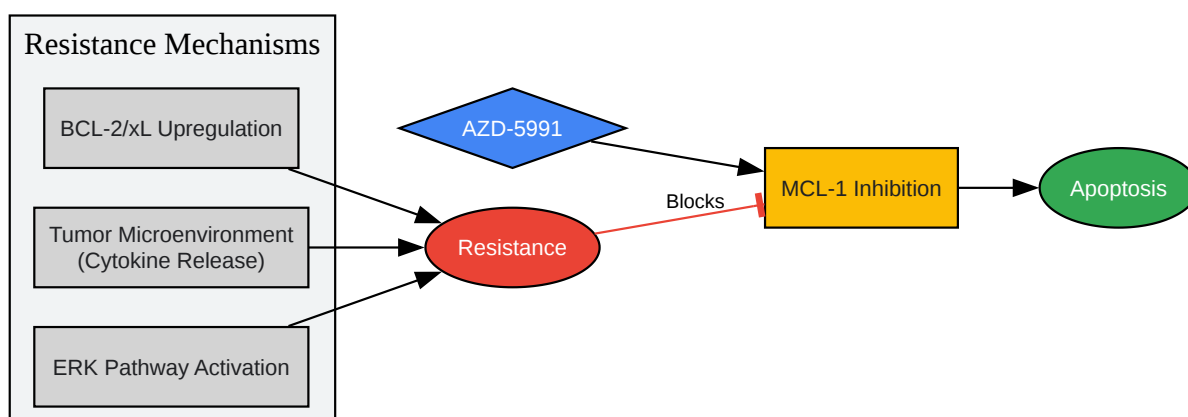 Resistance Mechanisms
BCL-2/xL Upregulation
Tumor Microenvironment
(Cytokine Release)
ERK Pathway Activation
AZD-5991
Resistance
Blocks
MCL-1 Inhibition
Apoptosis